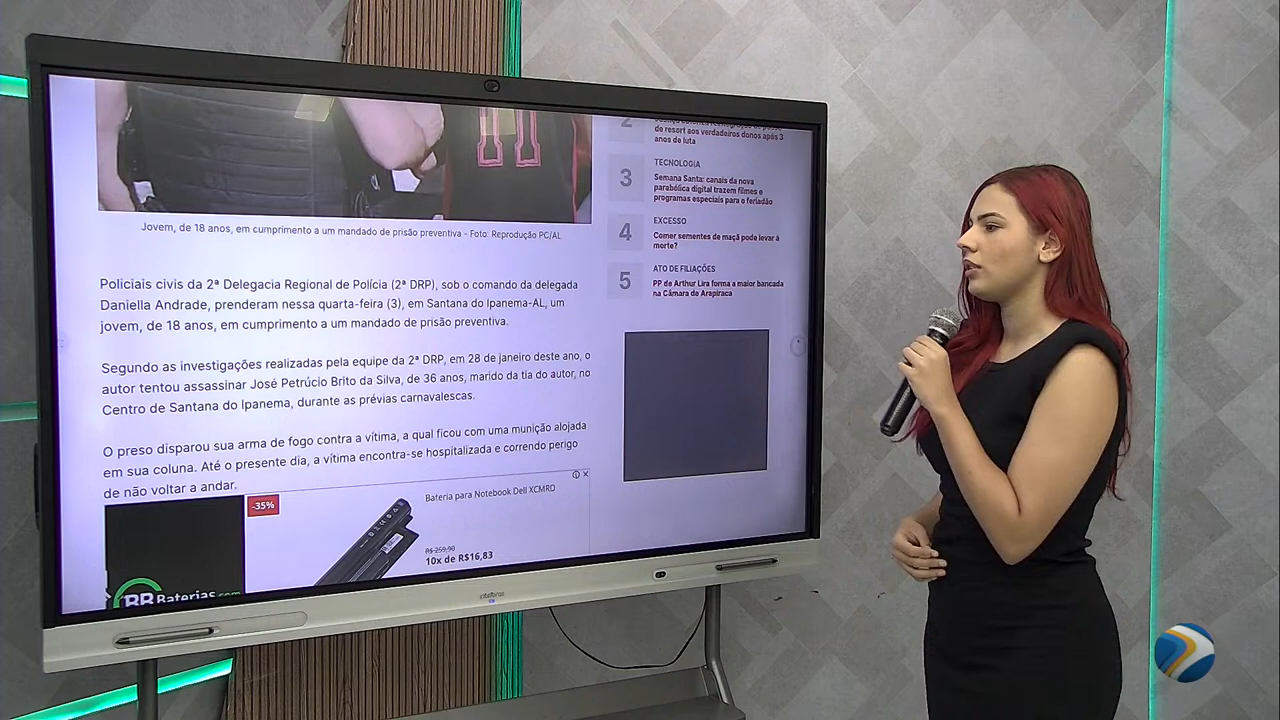 Jovem, de 18 anos, em cumprimento a um mandado de prisão preventiva - Foto: Reprodução PC/AL
Policiais civis da 2ª Delegacia Regional de Polícia (2ª DRP), sob o comando da delegada
Daniella Andrade, prenderam nessa quarta-feira (3), em Santana do Ipanema-AL, um
jovem, de 18 anos, em cumprimento a um mandado de prisão preventiva.
Segundo as investigações realizadas pela equipe da 2ª DRP, em 28 de janeiro deste ano, o
autor tentou assassinar José Petrúcio Brito da Silva, de 36 anos, marido da tia do autor, no
Centro de Santana do Ipanema, durante as prévias carnavalescas.
O preso disparou sua arma de fogo contra a vítima, a qual ficou com uma munição alojada
em sua coluna. Até o presente dia, a vítima encontra-se hospitalizada e correndo perigo
de não voltar a andar.
-35%
Bateria para Notebook Dell XCMRD
R$ 259,90
10x de R$16,83
BB Baterias.com
2
de resort aos verdadeiros donos após 3
anos de luta
3
TECNOLOGIA
Semana Santa: canais da nova
parabólica digital trazem filmes e
programas especiais para o feriadão
4
EXCESSO
Comer sementes de maçã pode levar à
morte?
5
ATO DE FILIAÇÕES
PP de Arthur Lira forma a maior bancada
na Câmara de Arapiraca
intelbras